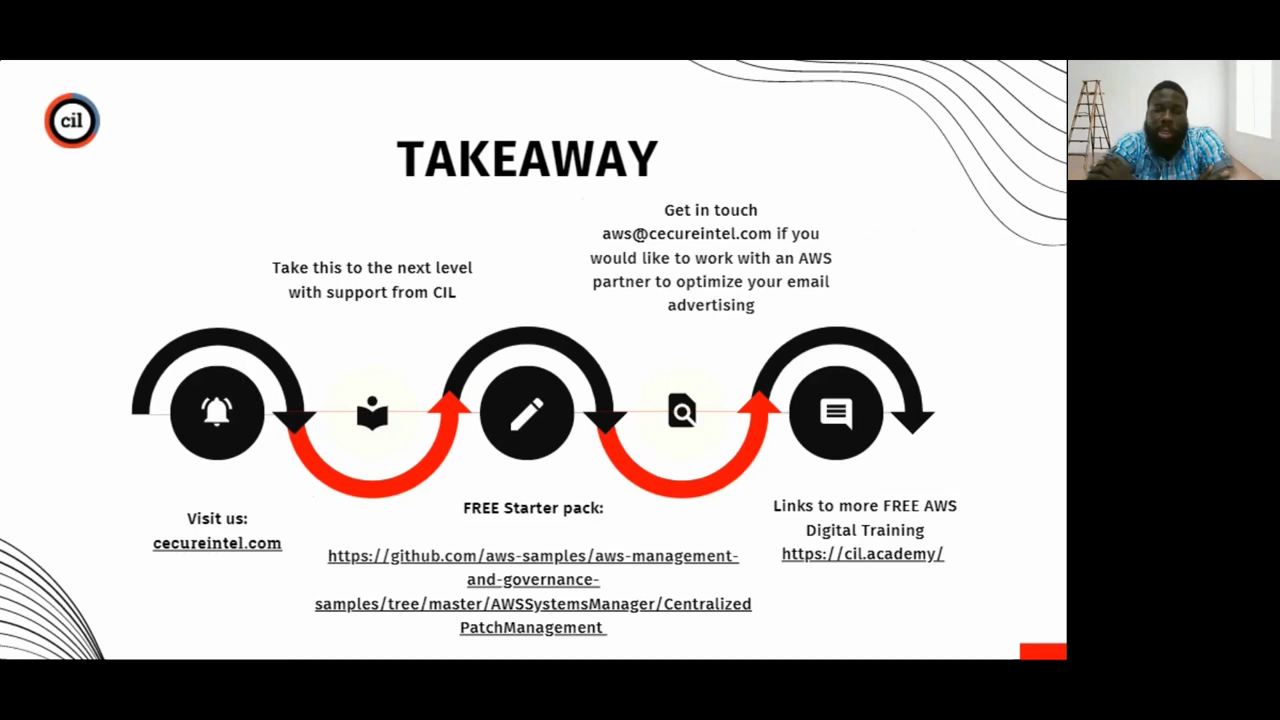 cil
TAKEAWAY
Get in touch
aws@cecureintel.com if you
would like to work with an AWS
partner to optimize your email
advertising
Take this to the next level
with support from CIL
Visit us:
cecureintel.com
FREE Starter pack:
https://github.com/aws-samples/aws-management-
and-governance-
samples/tree/master/AWSSystemsManager/Centralized
PatchManagement
Links to more FREE AWS
Digital Training
https://cil.academy/